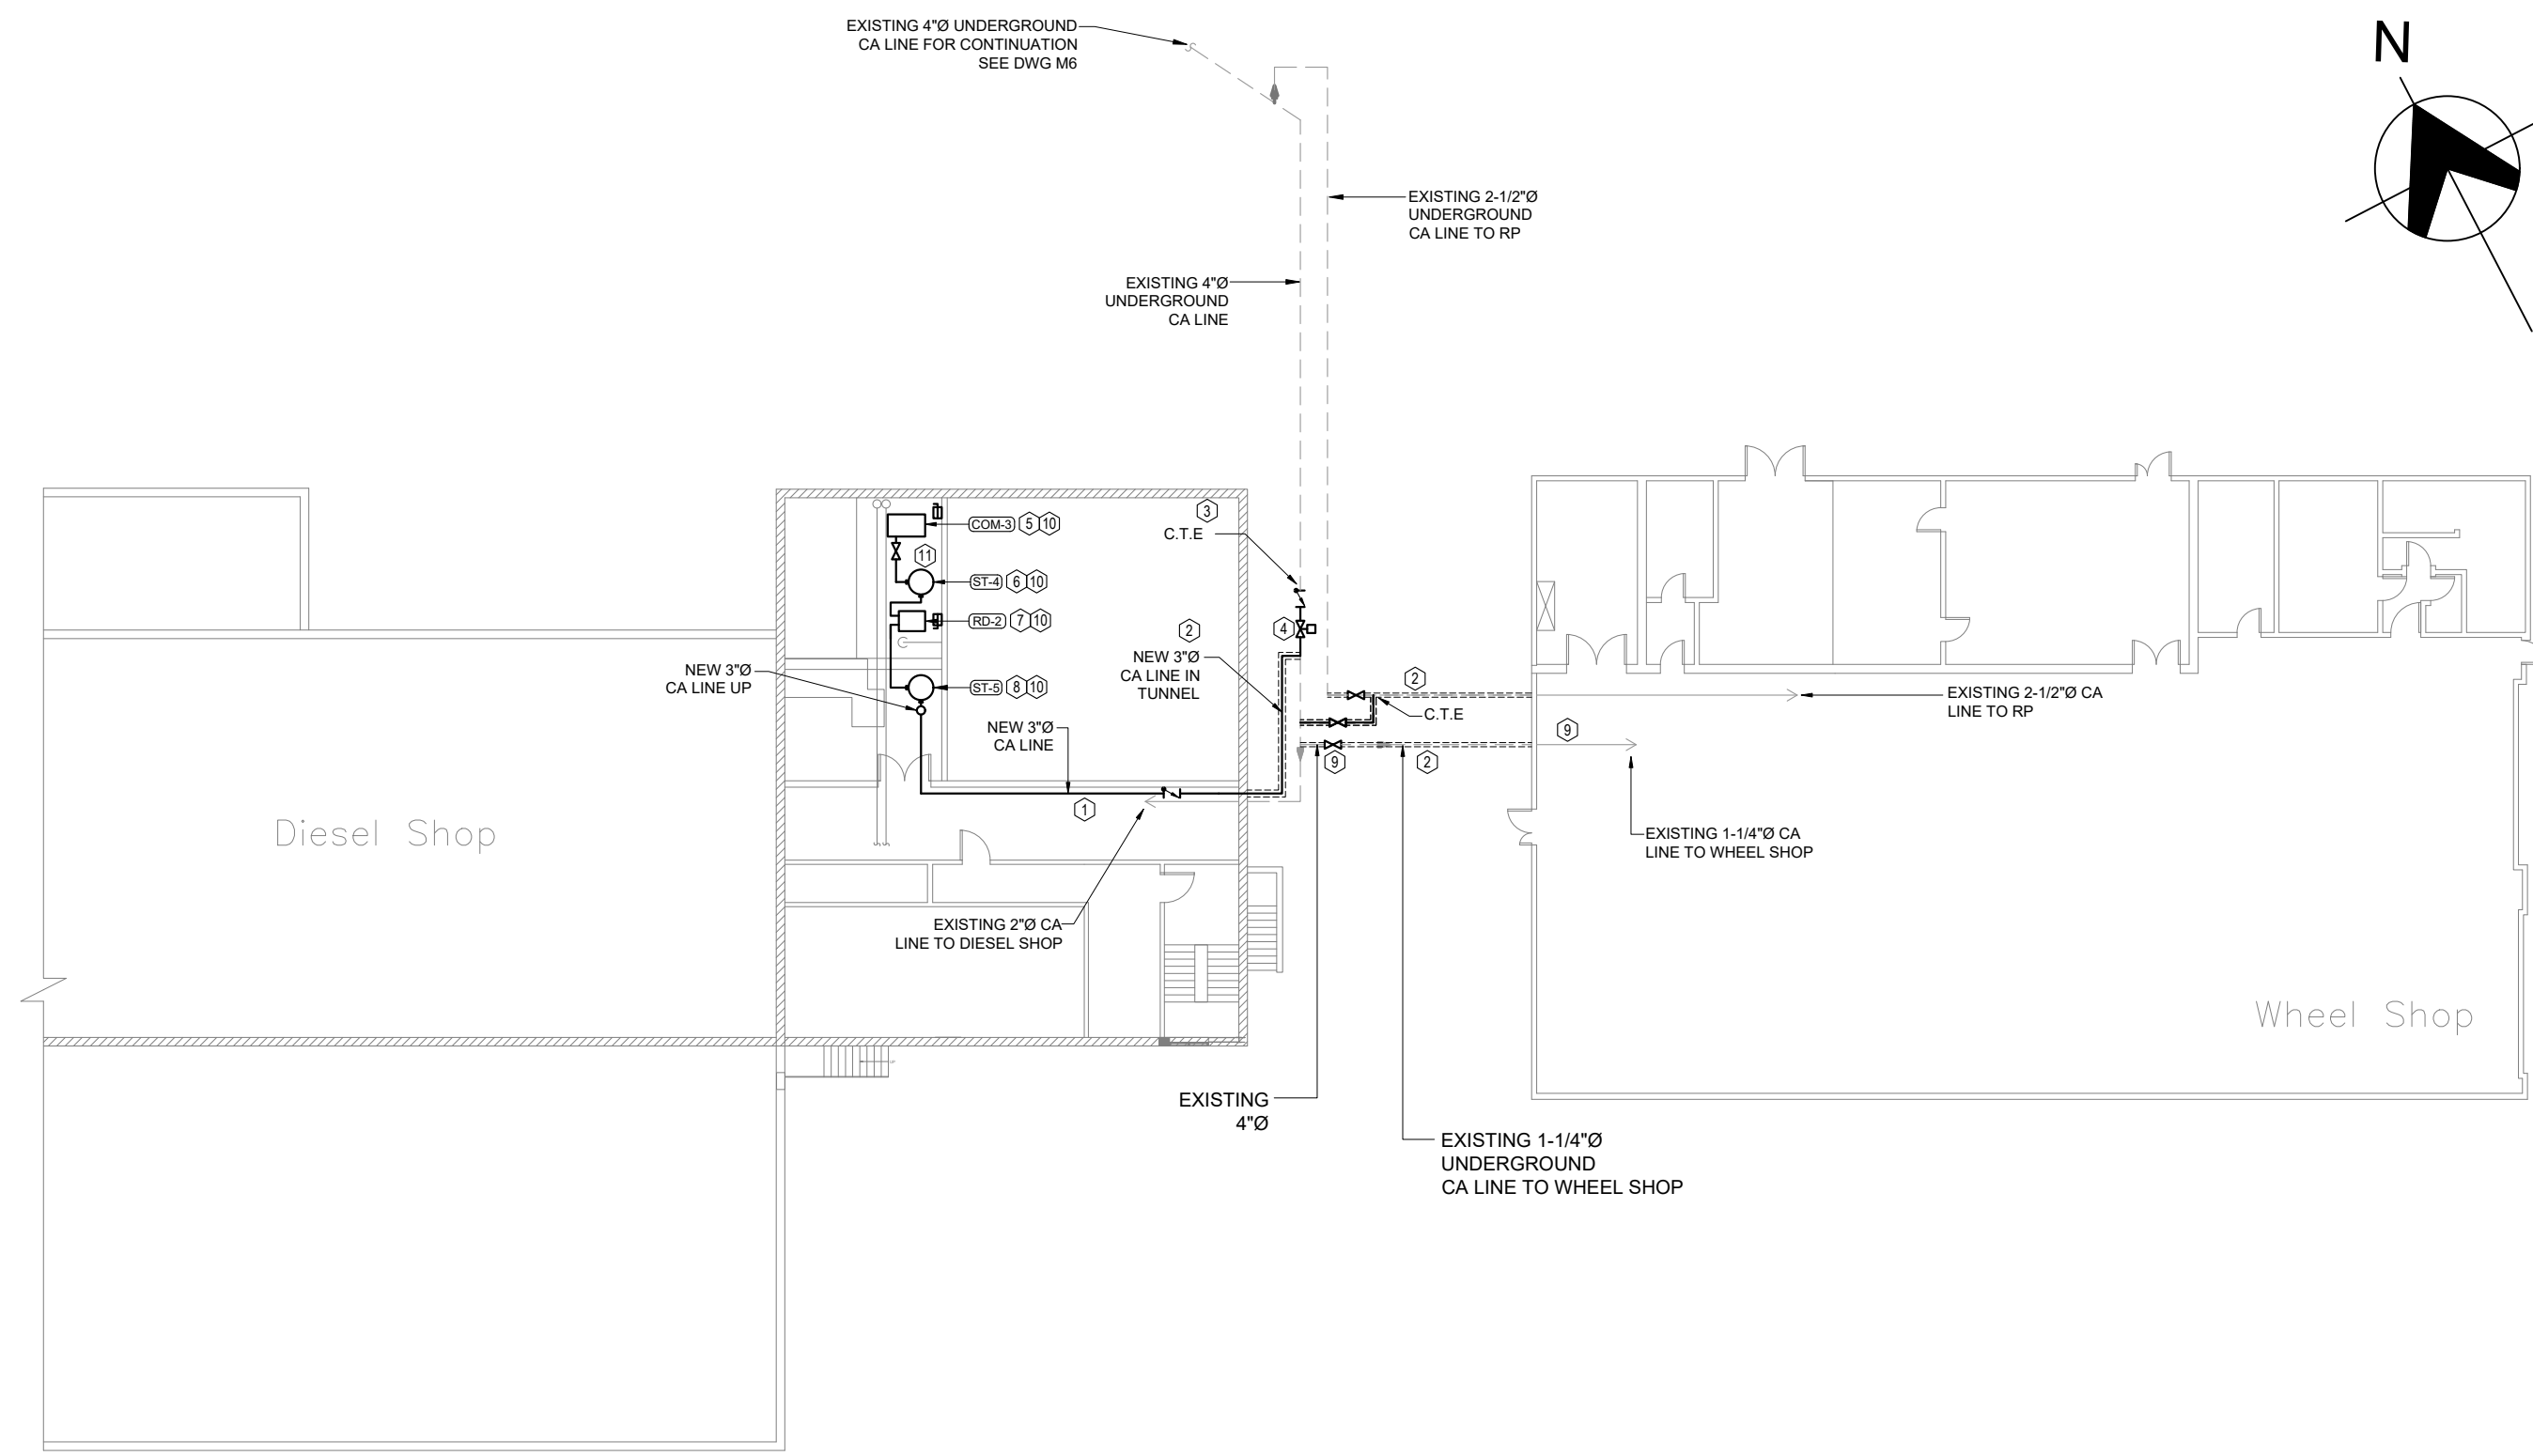 EXISTING 4"Ø UNDERGROUND
CA LINE FOR CONTINUATION
SEE DWG M6
N
EXISTING 2-1/2"Ø
UNDERGROUND
CA LINE TO RP
EXISTING 4"Ø
UNDERGROUND
CA LINE
COM-3 5 10
3
C.T.E
11
ST-4 6 10
RD-2 7 10
4
2
NEW 3"Ø
CA LINE IN
TUNNEL
NEW 3"Ø
CA LINE UP
ST-5 8 10
2
C.T.E
EXISTING 2-1/2"Ø CA
LINE TO RP
NEW 3"Ø
CA LINE
9
9
2
1
Diesel Shop
EXISTING 1-1/4"Ø CA
LINE TO WHEEL SHOP
EXISTING 2"Ø CA
LINE TO DIESEL SHOP
Wheel Shop
EXISTING
4"Ø
EXISTING 1-1/4"Ø
UNDERGROUND
CA LINE TO WHEEL SHOP